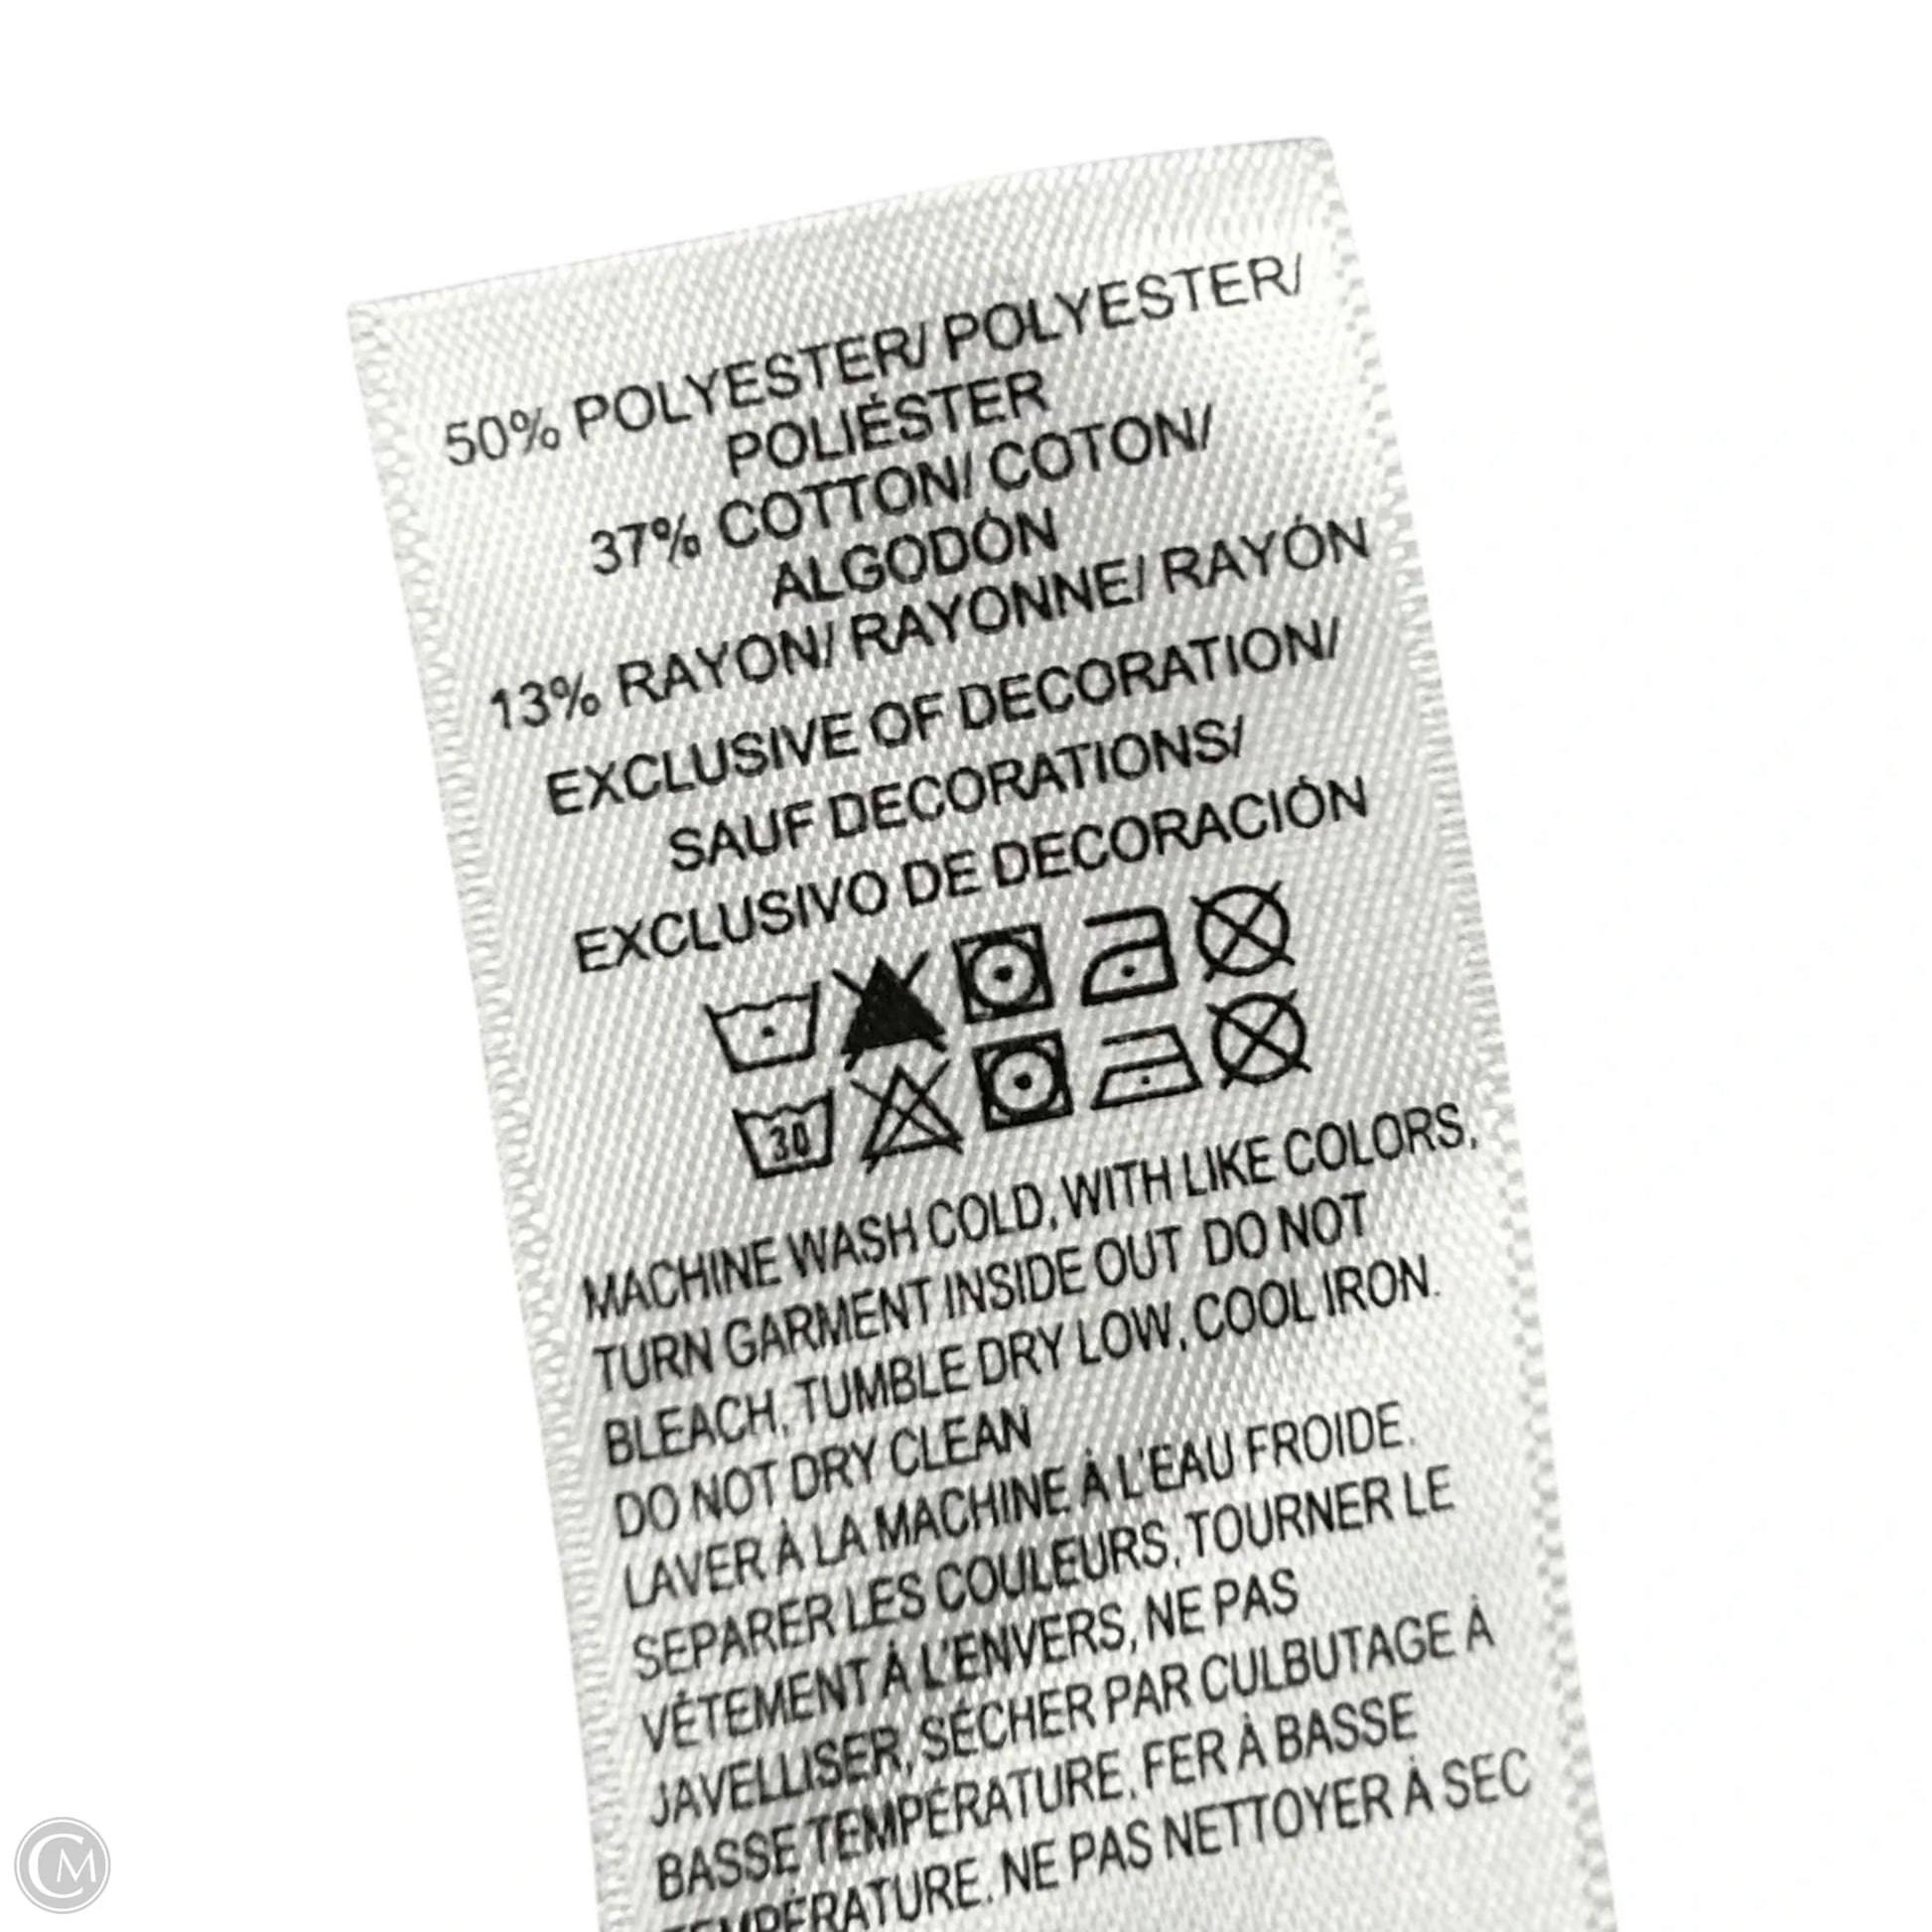 50% POLYESTER/ POLYESTER/
POLIÉSTER
37% COTTON/ COTON/
ALGODÓN
13% RAYON/ RAYONNE/ RAYÓN
EXCLUSIVE OF DECORATION/
SAUF DECORATIONS/
EXCLUSIVO DE DECORACIÓN
30
MACHINE WASH COLD, WITH LIKE COLORS,
TURN GARMENT INSIDE OUT DO NOT
BLEACH, TUMBLE DRY LOW, COOL IRON.
DO NOT DRY CLEAN
LAVER À LA MACHINE À L'EAU FROIDE.
SEPARER LES COULEURS, TOURNER LE
VÊTEMENT À L'ENVERS, NE PAS
JAVELLISER, SÉCHER PAR CULBUTAGE À
BASSE TEMPÉRATURE, FER À BASSE
TEMPÉRATURE. NE PAS NETTOYER À SEC
CM